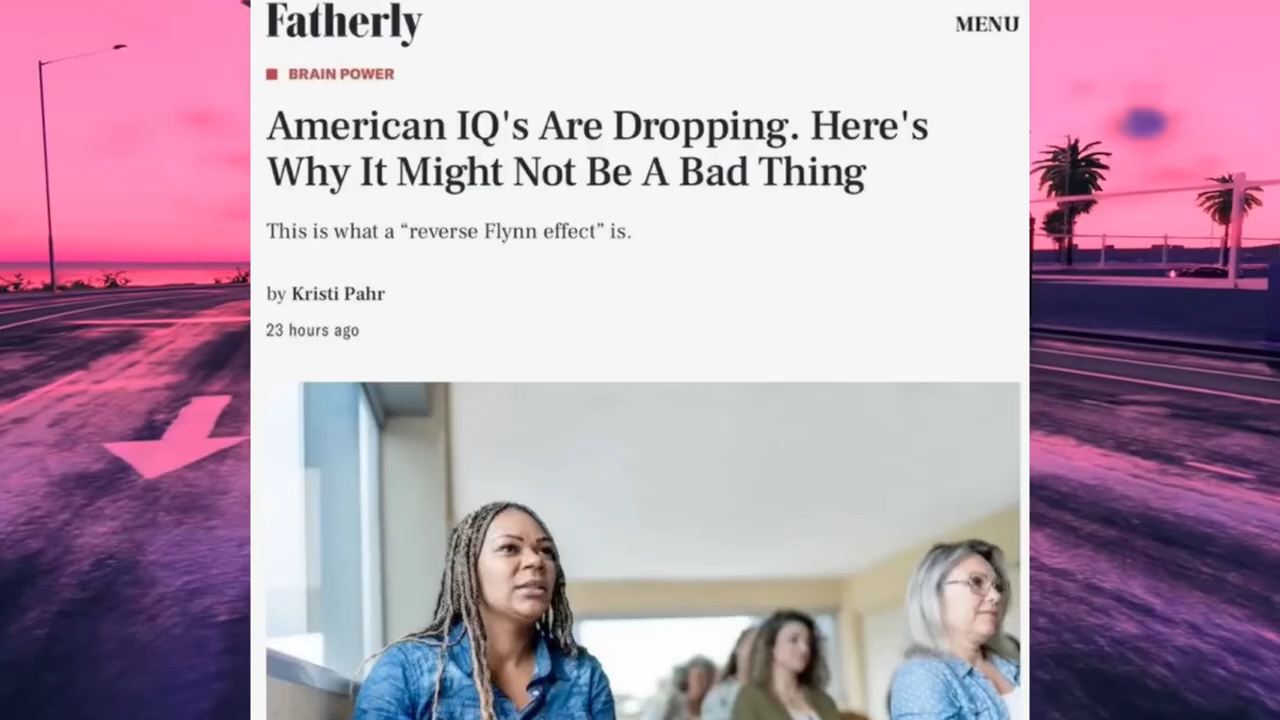 Fatherly
MENU
BRAIN POWER
American IQ's Are Dropping. Here's
Why It Might Not Be A Bad Thing
This is what a “reverse Flynn effect” is.
by Kristi Pahr
23 hours ago